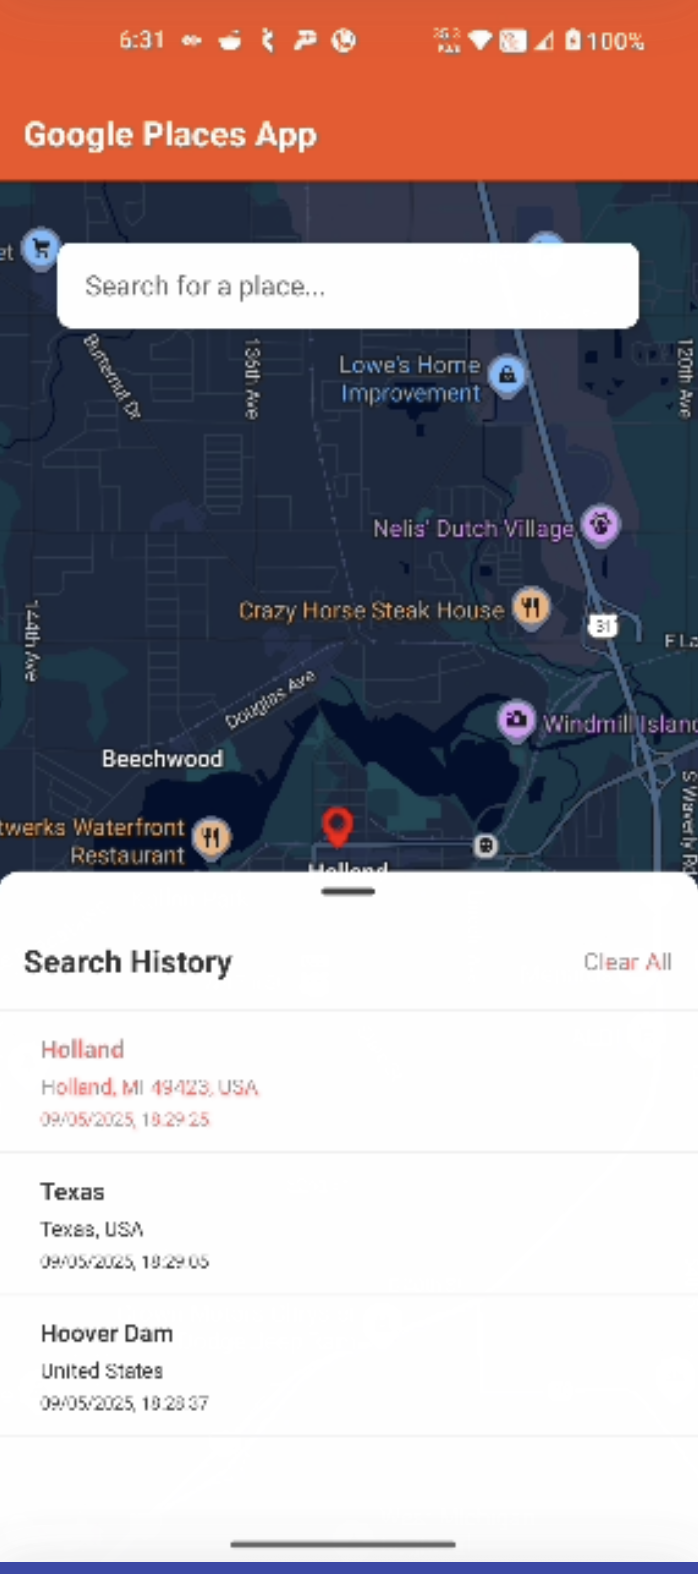 6:31
100%
Google Places App
et
Search for a place...
Butternut Dr
135th Ave
120th Ave
Lowe's Home
Improvement
Nelis' Dutch Village
Crazy Horse Steak House
31
144th Ave
E La
Douglas Ave
Windmill Island
Beechwood
S Waverly Rd
twerks Waterfront
Restaurant
Holland
Search History
Clear All
Holland
Holland, MI 49423, USA
09/05/2025, 18:29:25
Texas
Texas, USA
09/05/2025, 18:29:05
Hoover Dam
United States
09/05/2025, 18:28:37